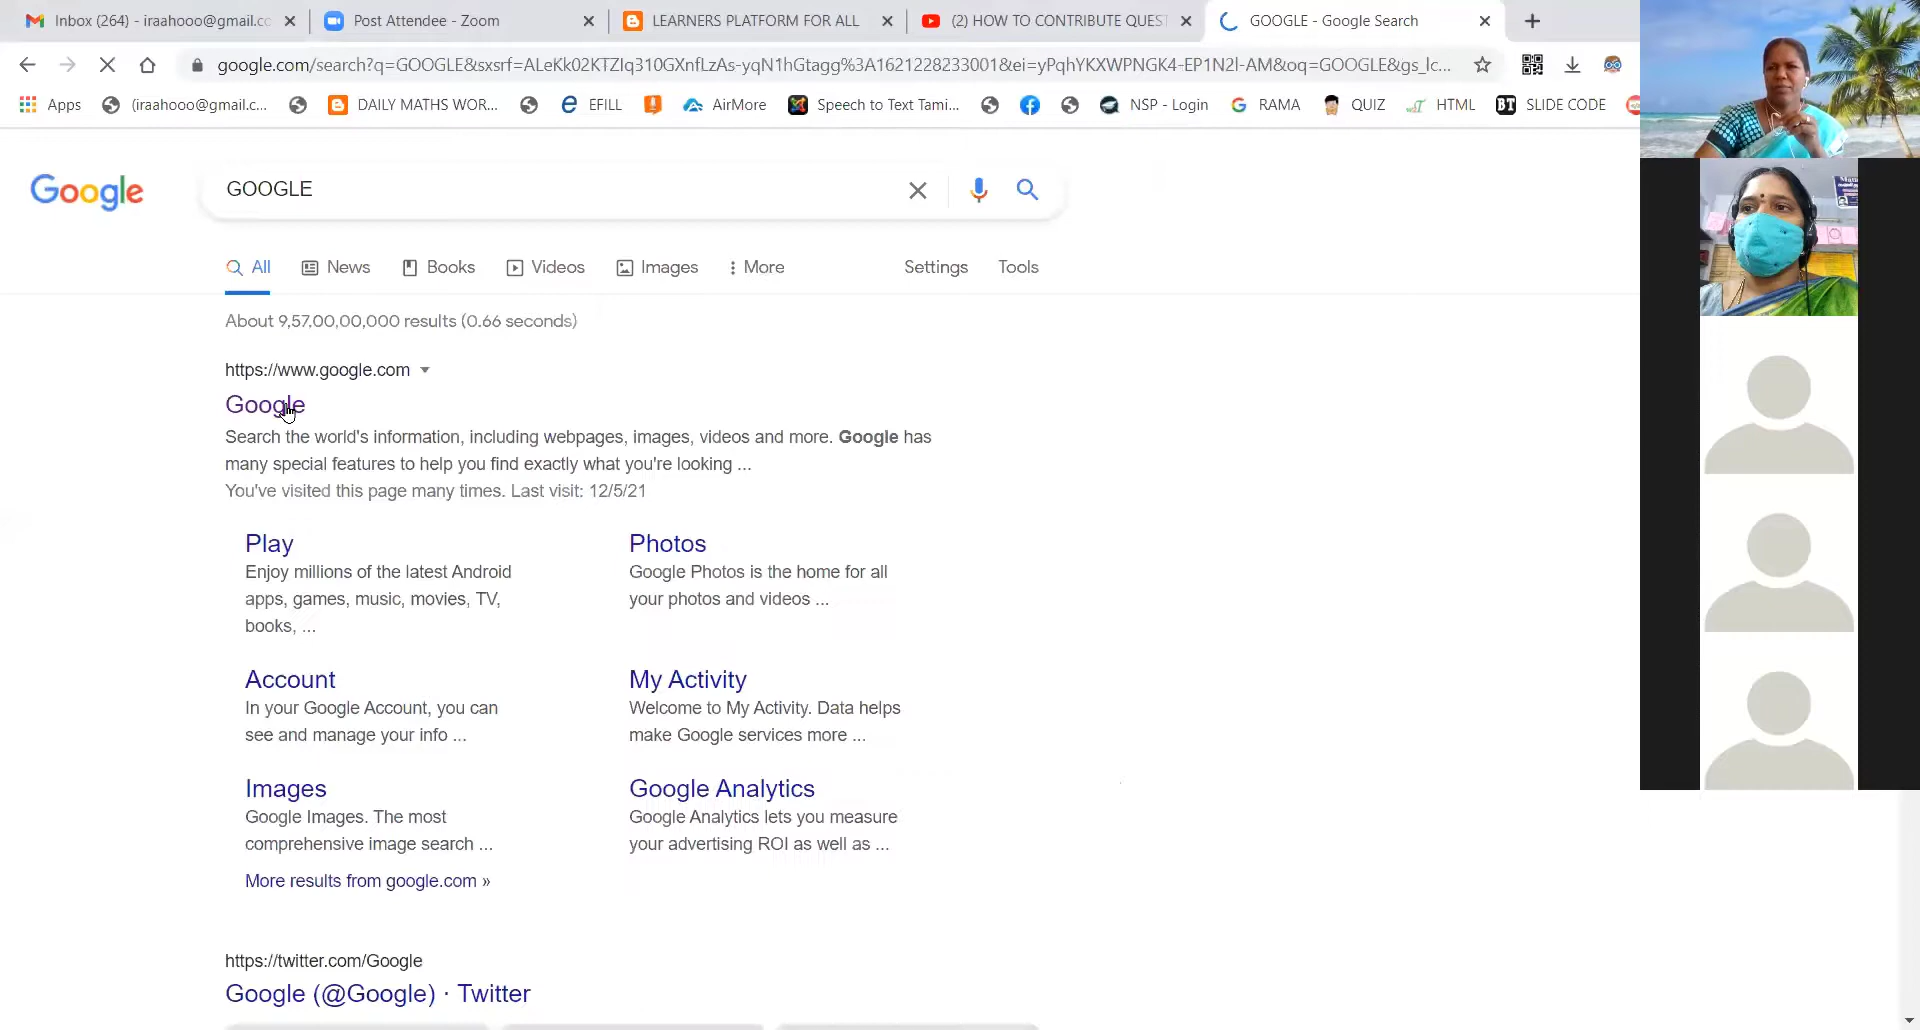 Inbox (264) - iraahooo@gmail.cc
Post Attendee - Zoom
LEARNERS PLATFORM FOR ALL
(2) HOW TO CONTRIBUTE QUEST
GOOGLE - Google Search
google.com/search?q=GOOGLE&sxsrf=ALeKk02KTZIq310GXnfLzAs-yqN1hGtagg%3A1621228233001&ei=yPqhYKXWPNGK4-EP1N2l-AM&oq=GOOGLE&gs_lc...
Apps
(iraahooo@gmail.c...
DAILY MATHS WOR...
EFILL
AirMore
Speech to Text Tami...
NSP - Login
RAMA
QUIZ
HTML
BT SLIDE CODE
Google
GOOGLE
All
News
Books
Videos
Images
More
Settings
Tools
About 9,57,00,00,000 results (0.66 seconds)
https://www.google.com
Google
Search the world's information, including webpages, images, videos and more. Google has
many special features to help you find exactly what you're looking ...
You've visited this page many times. Last visit: 12/5/21
Play
Enjoy millions of the latest Android
apps, games, music, movies, TV,
books, ...
Photos
Google Photos is the home for all
your photos and videos ...
Account
In your Google Account, you can
see and manage your info ...
My Activity
Welcome to My Activity. Data helps
make Google services more ...
Images
Google Images. The most
comprehensive image search ...
Google Analytics
Google Analytics lets you measure
your advertising ROI as well as ...
More results from google.com »
https://twitter.com/Google
Google (@Google) · Twitter